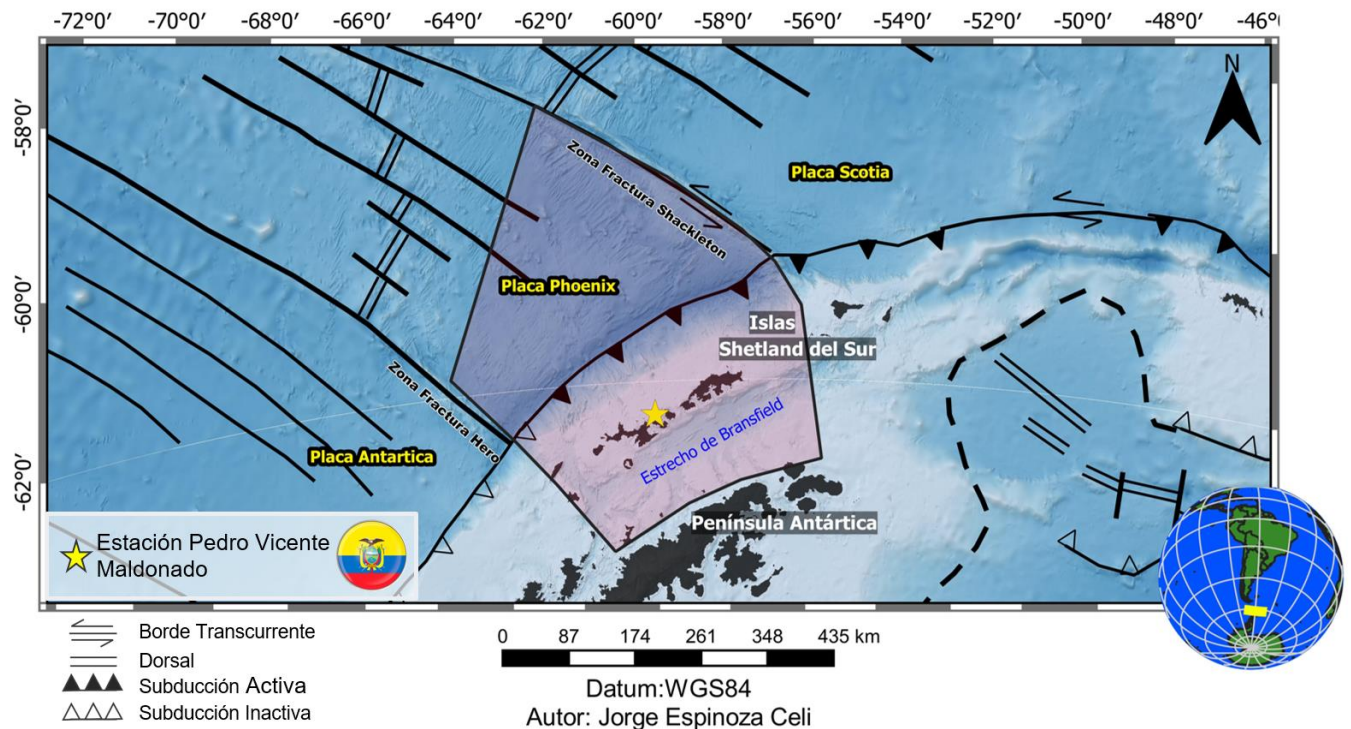 -72°0' -70°0' -68°0' -66°0' -64°0' -62°0' -60°0' -58°0' -56°0' -54°0' -52°0' -50°0' -48°0' -46°0'
-58°0'
-60°0'
-62°0'
N
Zona Fractura Shackleton
Placa Scotia
Placa Phoenix
Islas
Shetland del Sur
Zona Fractura Hero
Estrecho de Bransfield
Placa Antartica
Península Antártica
Estación Pedro Vicente
Maldonado
Borde Transcurrente
Dorsal
Subducción Activa
Subducción Inactiva
0 87 174 261 348 435 km
Datum:WGS84
Autor: Jorge Espinoza Celi